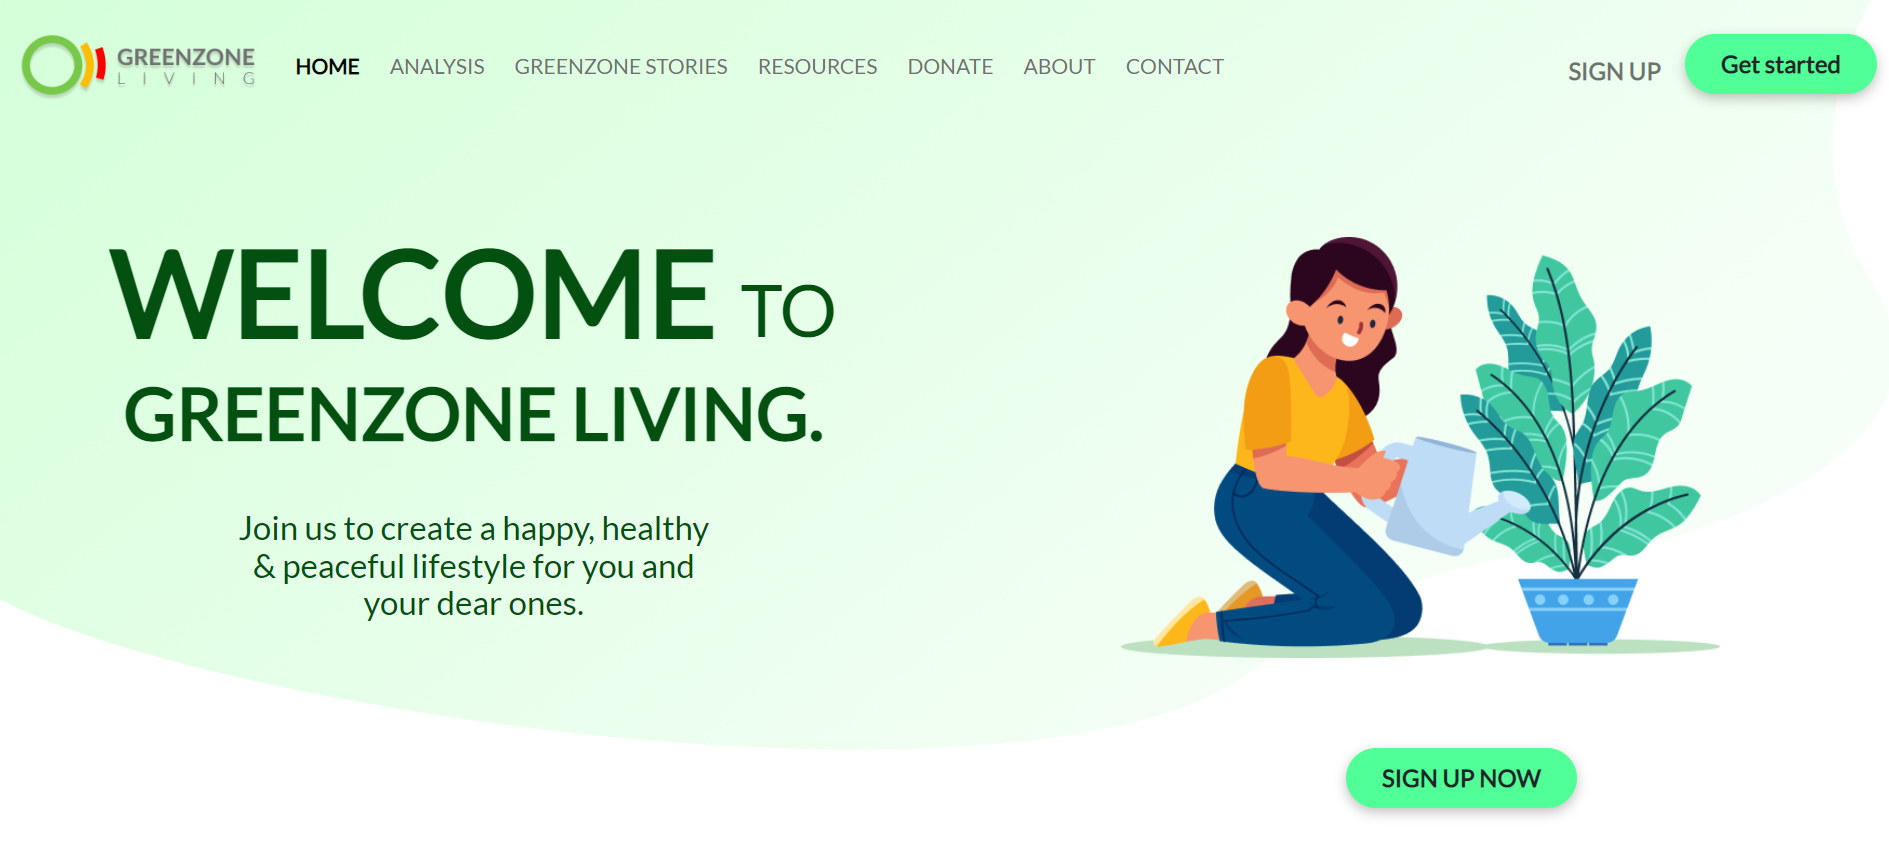 GREENZONE
LIVING
HOME ANALYSIS GREENZONE STORIES RESOURCES DONATE ABOUT CONTACT
SIGN UP
Get started
WELCOME TO
GREENZONE LIVING.
Join us to create a happy, healthy
& peaceful lifestyle for you and
your dear ones.
SIGN UP NOW